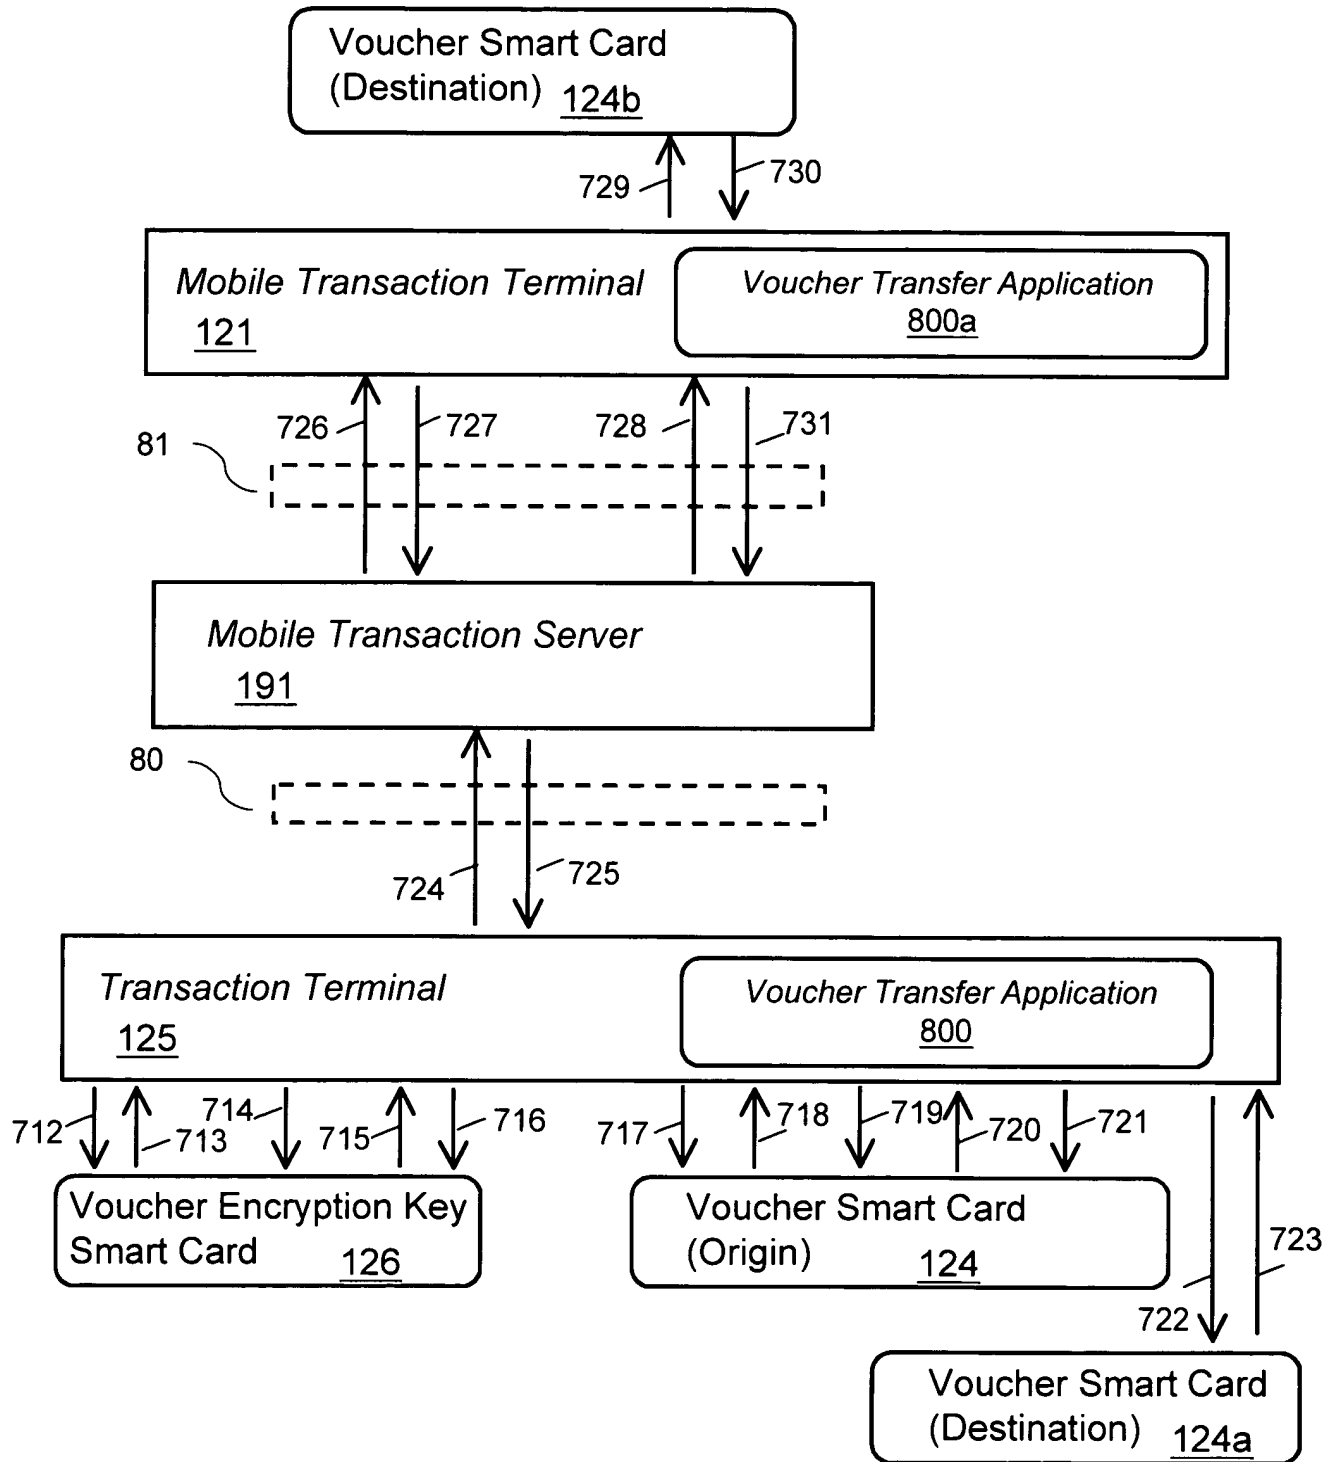 Voucher Smart Card
(Destination) 124b
729
730
Mobile Transaction Terminal
121
Voucher Transfer Application
800a
726
727
728
731
81
Mobile Transaction Server
191
80
724
725
Transaction Terminal
125
Voucher Transfer Application
800
712
713
714
715
716
717
718
719
720
721
Voucher Encryption Key
Smart Card 126
Voucher Smart Card
(Origin) 124
722
723
Voucher Smart Card
(Destination) 124a